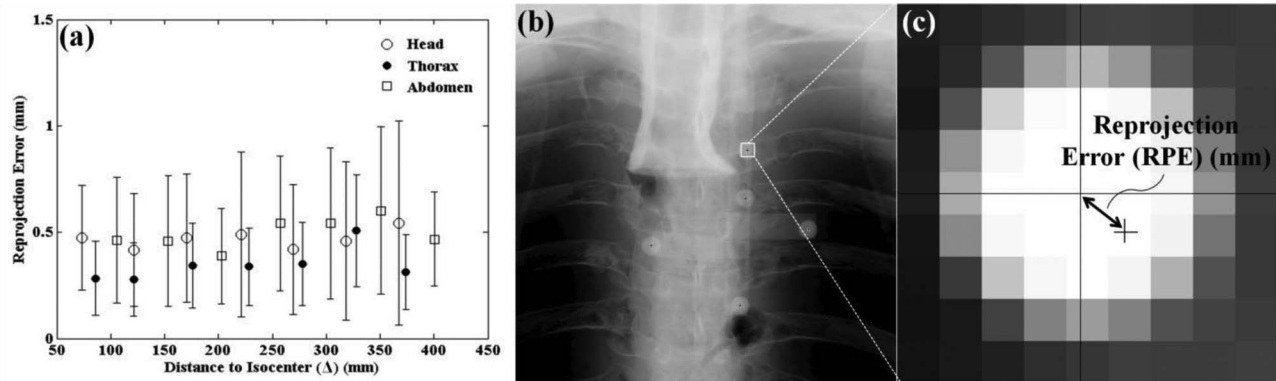 (a)
Head
Thorax
Abdomen
Reprojection Error (mm)
1.5
1
0.5
0
50
100
150
200
250
300
350
400
450
Distance to Isocenter (Δ) (mm)
(b)
(c)
Reprojection
Error (RPE) (mm)